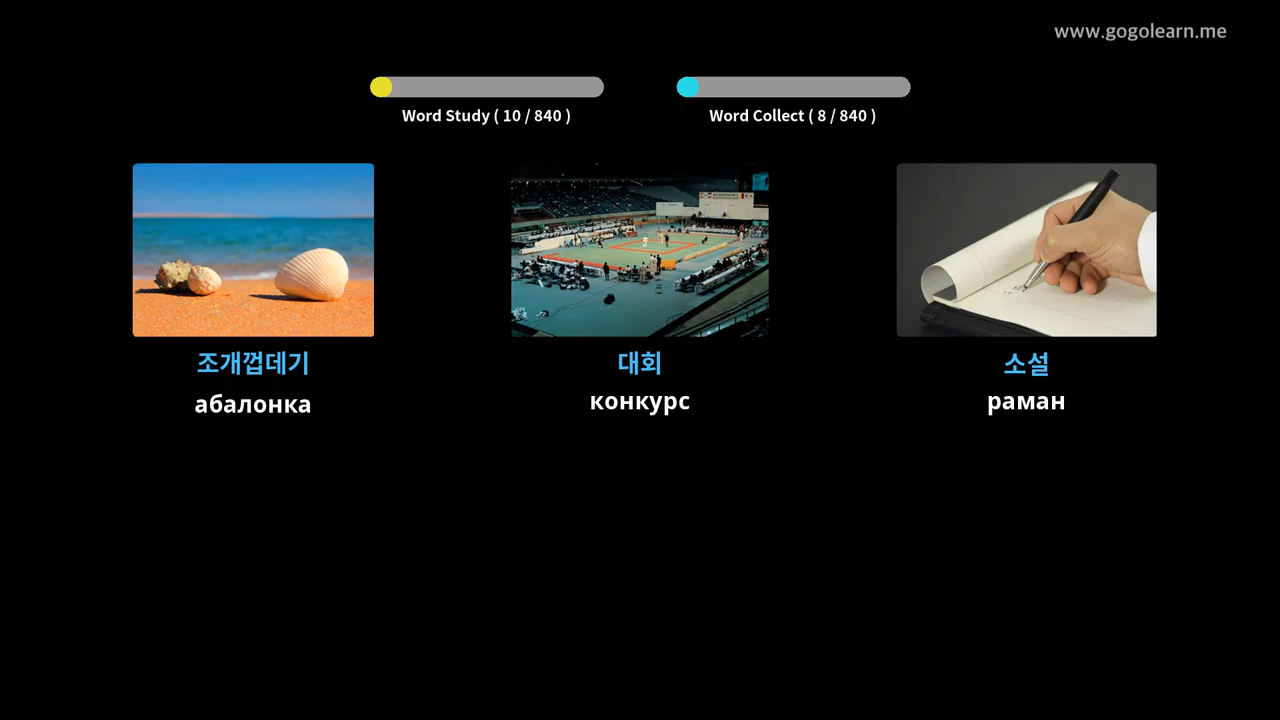 www.gogolearn.me
Word Study ( 10 / 840 )
Word Collect ( 8 / 840 )
조개껍데기
абалонка
대회
конкурс
소설
раман